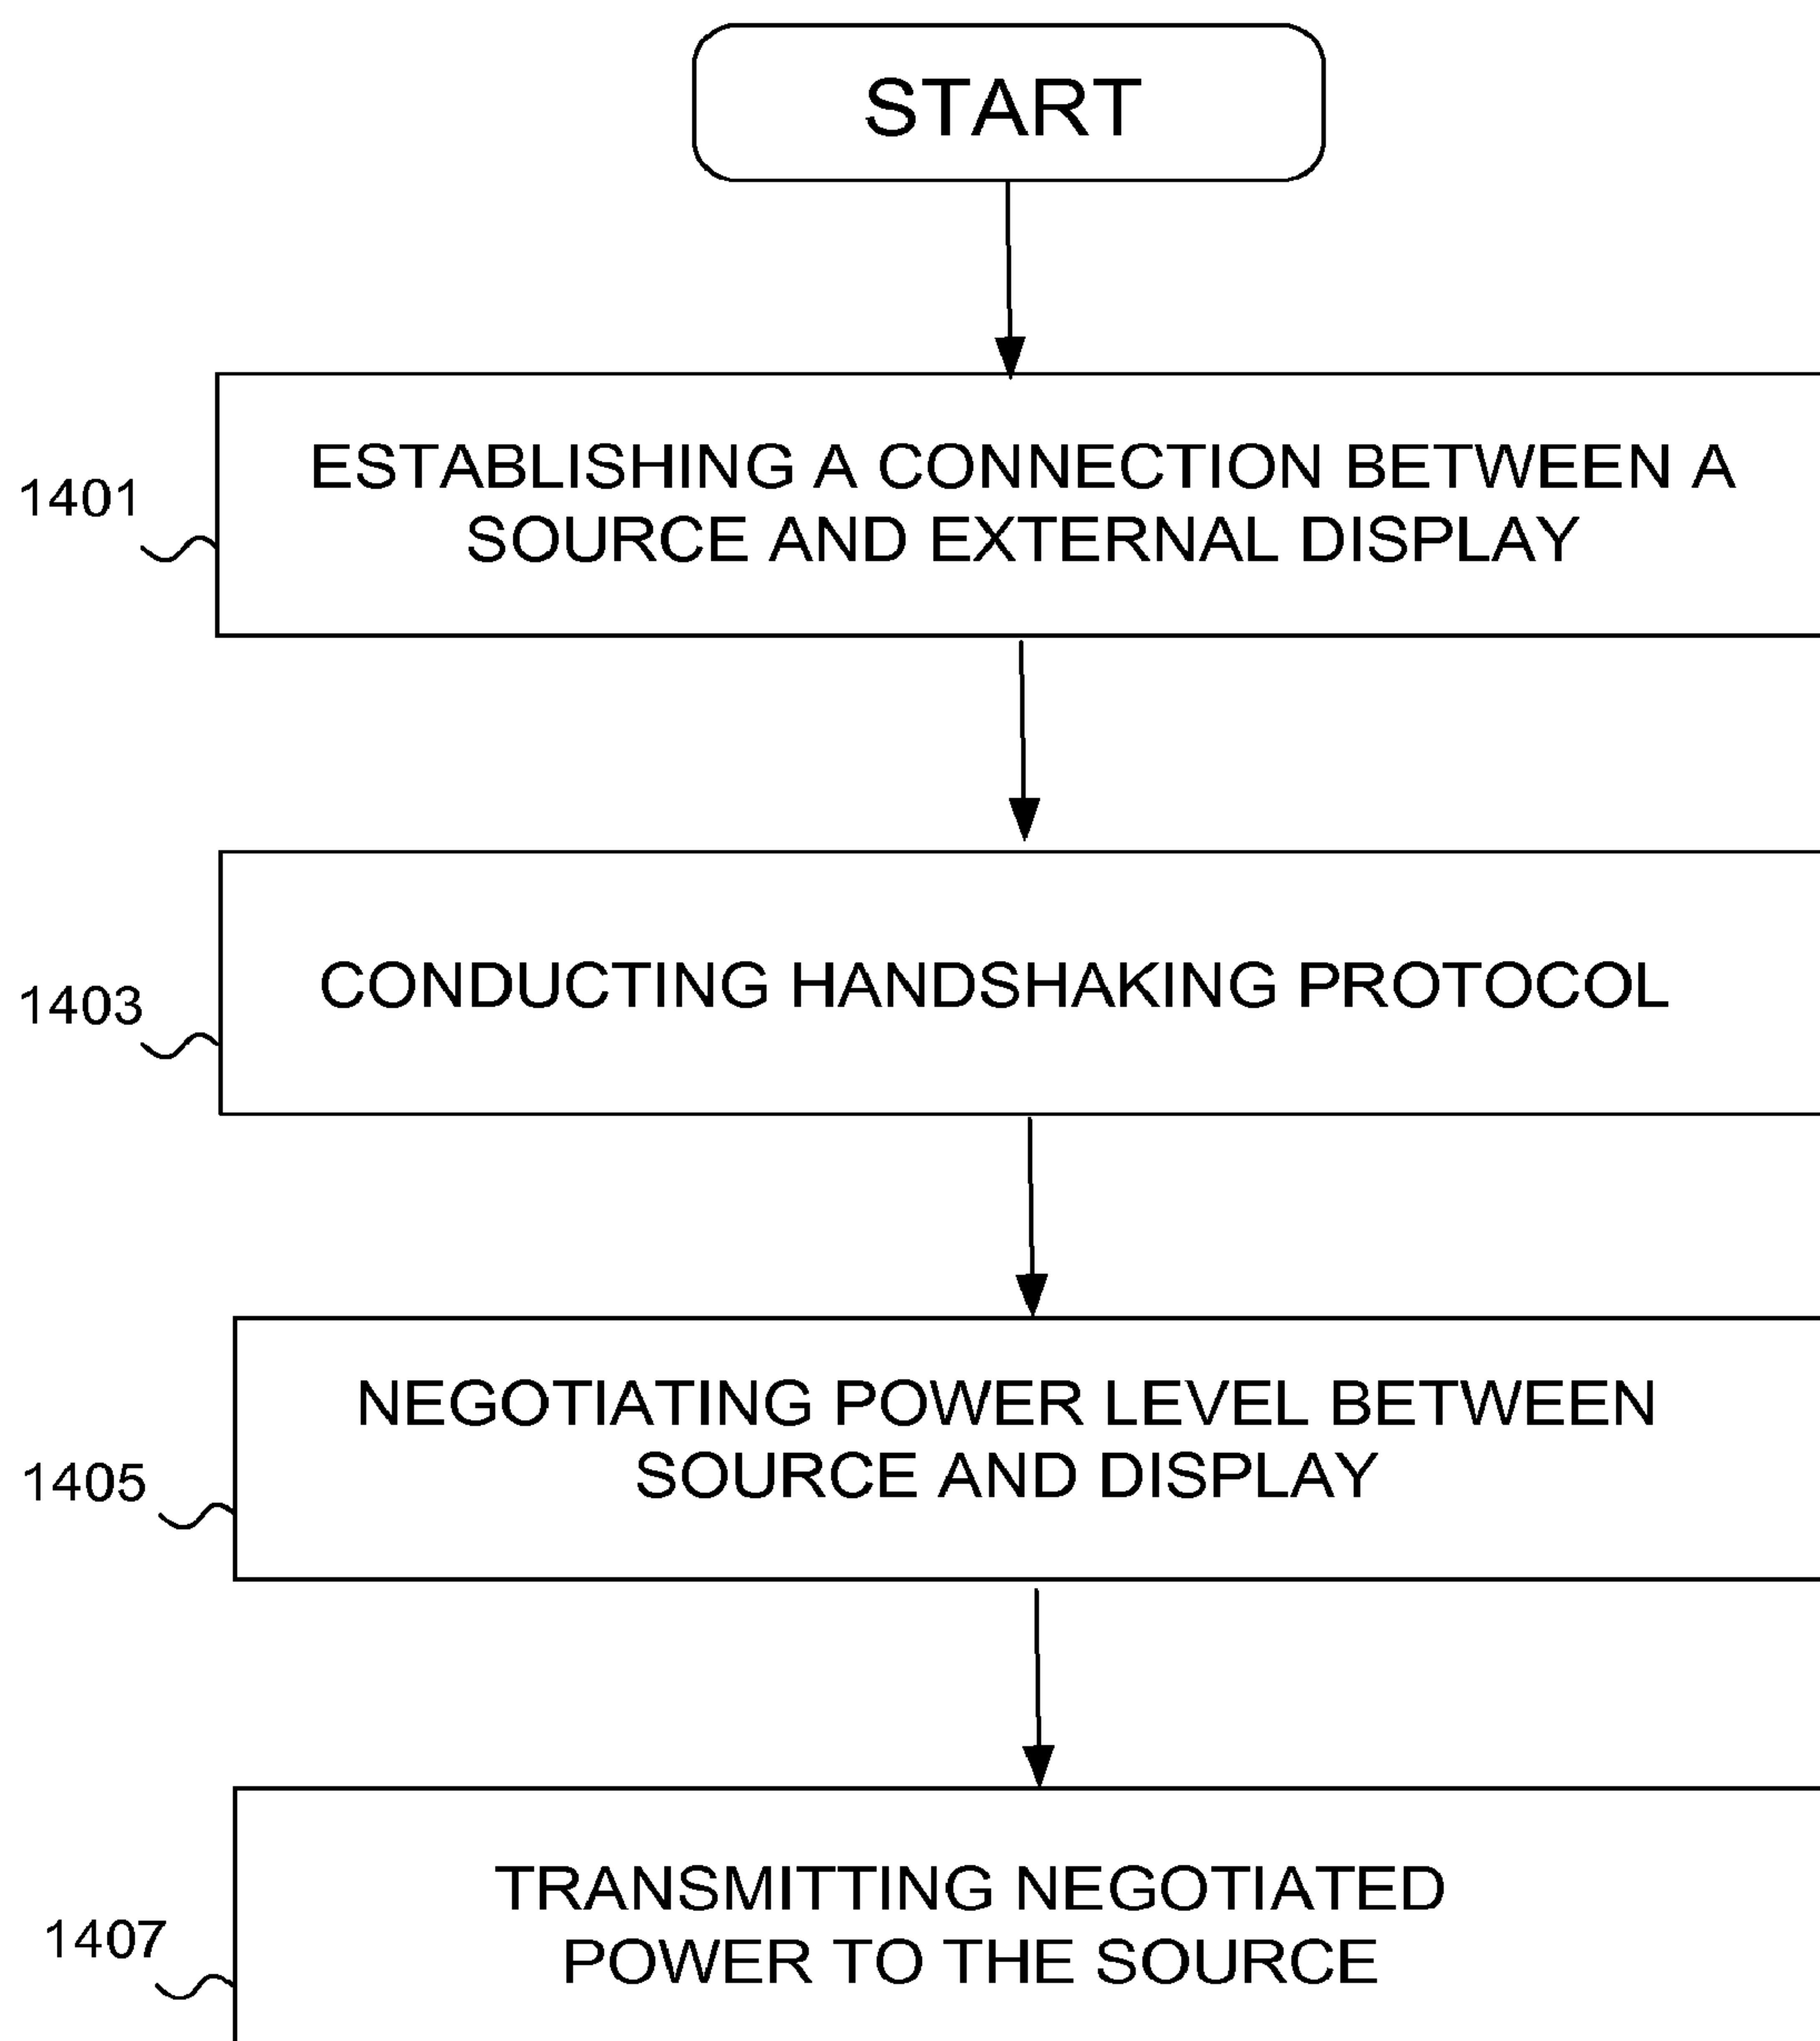 START
ESTABLISHING A CONNECTION BETWEEN A
SOURCE AND EXTERNAL DISPLAY
1401
CONDUCTING HANDSHAKING PROTOCOL
1403
NEGOTIATING POWER LEVEL BETWEEN
SOURCE AND DISPLAY
1405
TRANSMITTING NEGOTIATED
POWER TO THE SOURCE
1407